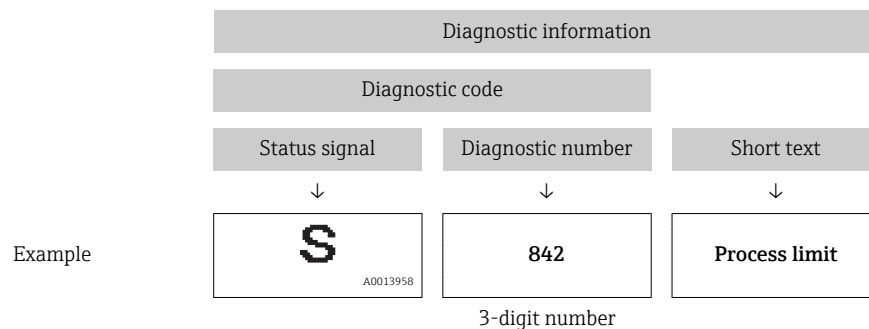 Diagnostic information
Diagnostic code
Status signal Diagnostic number Short text
↓ ↓ ↓
Example S 842 Process limit
A0013958
3-digit number